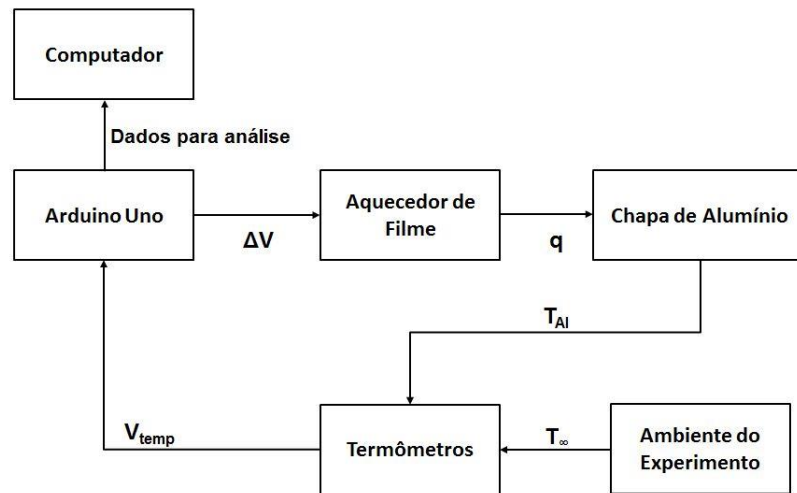 Computador
Dados para análise
Arduino Uno
ΔV
Aquecedor de
Filme
q
Chapa de Alumínio
T_Al
V_temp
Termômetros
T_∞
Ambiente do
Experimento